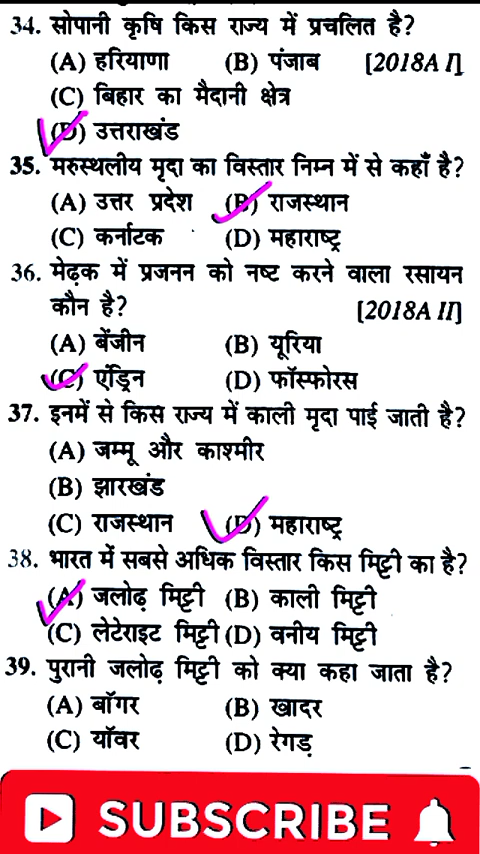 34. सोपानी कृषि किस राज्य में प्रचलित है?
(A) हरियाणा (B) पंजाब [2018A I]
(C) बिहार का मैदानी क्षेत्र
(D) उत्तराखंड
35. मरुस्थलीय मृदा का विस्तार निम्न में से कहाँ है?
(A) उत्तर प्रदेश (B) राजस्थान
(C) कर्नाटक (D) महाराष्ट्र
36. मेढ़क में प्रजनन को नष्ट करने वाला रसायन
कौन है? [2018A II]
(A) बेंजीन (B) यूरिया
(C) एंड्रिन (D) फॉस्फोरस
37. इनमें से किस राज्य में काली मृदा पाई जाती है?
(A) जम्मू और काश्मीर
(B) झारखंड
(C) राजस्थान (D) महाराष्ट्र
38. भारत में सबसे अधिक विस्तार किस मिट्टी का है?
(A) जलोढ़ मिट्टी (B) काली मिट्टी
(C) लेटेराइट मिट्टी (D) वनीय मिट्टी
39. पुरानी जलोढ़ मिट्टी को क्या कहा जाता है?
(A) बाँगर (B) खादर
(C) यॉवर (D) रेगड़
SUBSCRIBE